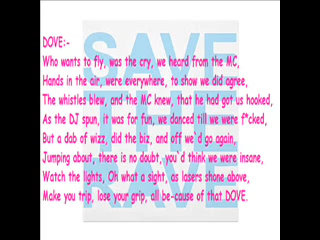 SAVE
THE
RAVE
DOVE:-
Who wants to fly, was the cry, we heard from the MC,
Hands in the air, were everywhere, to show we did agree,
The whistles blew, and the MC knew, that he had got us hooked,
As the DJ spun, it was for fun, we danced till we were f*cked,
But a dab of wizz, did the biz, and off we`d go again,
Jumping about, there is no doubt, you`d think we were insane,
Watch the lights, Oh what a sight, as lasers shone above,
Make you trip, lose your grip, all be-cause of that DOVE.